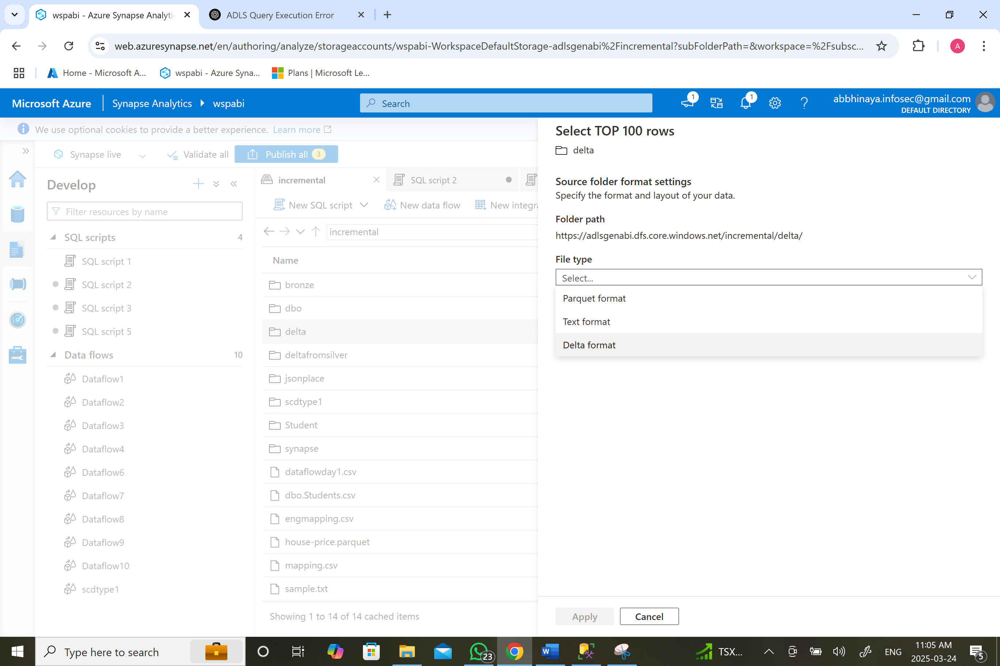 wspabi - Azure Synapse Analytic
ADLS Query Execution Error
web.azuresynapse.net/en/authoring/analyze/storageaccounts/wspabi-WorkspaceDefaultStorage-adlsgenabi%2Fincremental?subFolderPath=&workspace=%2Fsubsc...
A
Home - Microsoft A...
wspabi - Azure Syna...
Plans | Microsoft Le...
Microsoft Azure
Synapse Analytics
wspabi
Search
1
1
abbhinaya.infosec@gmail.com
DEFAULT DIRECTORY
We use optional cookies to provide a better experience. Learn more
Synapse live
Validate all
Publish all 3
Develop
Filter resources by name
SQL scripts 4
SQL script 1
SQL script 2
SQL script 3
SQL script 5
Data flows 10
Dataflow1
Dataflow2
Dataflow3
Dataflow4
Dataflow6
Dataflow7
Dataflow8
Dataflow9
Dataflow10
scdtype1
incremental
SQL script 2
New SQL script
New data flow
New integra
incremental
Name
bronze
dbo
delta
deltafromsilver
jsonplace
scdtype1
Student
synapse
dataflowday1.csv
dbo.Students.csv
engmapping.csv
house-price.parquet
mapping.csv
sample.txt
Showing 1 to 14 of 14 cached items
Select TOP 100 rows
delta
Source folder format settings
Specify the format and layout of your data.
Folder path
https://adlsgenabi.dfs.core.windows.net/incremental/delta/
File type
Select...
Parquet format
Text format
Delta format
Apply
Cancel
Type here to search
23
W
TSX...
ENG
11:05 AM
2025-03-24
5